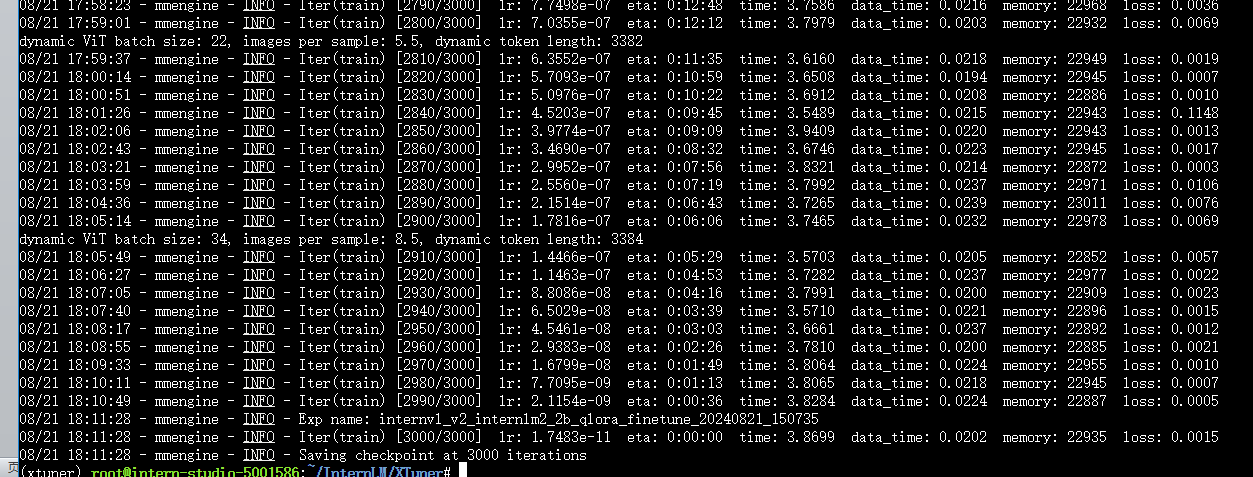 08/21 17:58:23 - mmengine - INFO - Iter(train) [2790/3000] lr: 7.7498e-07 eta: 0:12:48 time: 3.7586 data_time: 0.0216 memory: 22968 loss: 0.0036
08/21 17:59:01 - mmengine - INFO - Iter(train) [2800/3000] lr: 7.0355e-07 eta: 0:12:12 time: 3.7979 data_time: 0.0203 memory: 22932 loss: 0.0069
dynamic ViT batch size: 22, images per sample: 5.5, dynamic token length: 3382
08/21 17:59:37 - mmengine - INFO - Iter(train) [2810/3000] lr: 6.3552e-07 eta: 0:11:35 time: 3.6160 data_time: 0.0218 memory: 22949 loss: 0.0019
08/21 18:00:14 - mmengine - INFO - Iter(train) [2820/3000] lr: 5.7093e-07 eta: 0:10:59 time: 3.6508 data_time: 0.0194 memory: 22945 loss: 0.0007
08/21 18:00:51 - mmengine - INFO - Iter(train) [2830/3000] lr: 5.0976e-07 eta: 0:10:22 time: 3.6912 data_time: 0.0208 memory: 22886 loss: 0.0010
08/21 18:01:26 - mmengine - INFO - Iter(train) [2840/3000] lr: 4.5203e-07 eta: 0:09:45 time: 3.5489 data_time: 0.0215 memory: 22943 loss: 0.1148
08/21 18:02:06 - mmengine - INFO - Iter(train) [2850/3000] lr: 3.9774e-07 eta: 0:09:09 time: 3.9409 data_time: 0.0220 memory: 22943 loss: 0.0013
08/21 18:02:43 - mmengine - INFO - Iter(train) [2860/3000] lr: 3.4690e-07 eta: 0:08:32 time: 3.6746 data_time: 0.0223 memory: 22945 loss: 0.0017
08/21 18:03:21 - mmengine - INFO - Iter(train) [2870/3000] lr: 2.9952e-07 eta: 0:07:56 time: 3.8321 data_time: 0.0214 memory: 22872 loss: 0.0003
08/21 18:03:59 - mmengine - INFO - Iter(train) [2880/3000] lr: 2.5560e-07 eta: 0:07:19 time: 3.7992 data_time: 0.0237 memory: 22971 loss: 0.0106
08/21 18:04:36 - mmengine - INFO - Iter(train) [2890/3000] lr: 2.1514e-07 eta: 0:06:43 time: 3.7265 data_time: 0.0239 memory: 23011 loss: 0.0076
08/21 18:05:14 - mmengine - INFO - Iter(train) [2900/3000] lr: 1.7816e-07 eta: 0:06:06 time: 3.7465 data_time: 0.0232 memory: 22978 loss: 0.0069
dynamic ViT batch size: 34, images per sample: 8.5, dynamic token length: 3384
08/21 18:05:49 - mmengine - INFO - Iter(train) [2910/3000] lr: 1.4466e-07 eta: 0:05:29 time: 3.5703 data_time: 0.0205 memory: 22852 loss: 0.0057
08/21 18:06:27 - mmengine - INFO - Iter(train) [2920/3000] lr: 1.1463e-07 eta: 0:04:53 time: 3.7282 data_time: 0.0237 memory: 22977 loss: 0.0022
08/21 18:07:05 - mmengine - INFO - Iter(train) [2930/3000] lr: 8.8086e-08 eta: 0:04:16 time: 3.7991 data_time: 0.0200 memory: 22909 loss: 0.0023
08/21 18:07:40 - mmengine - INFO - Iter(train) [2940/3000] lr: 6.5029e-08 eta: 0:03:39 time: 3.5710 data_time: 0.0221 memory: 22896 loss: 0.0015
08/21 18:08:17 - mmengine - INFO - Iter(train) [2950/3000] lr: 4.5461e-08 eta: 0:03:03 time: 3.6661 data_time: 0.0237 memory: 22892 loss: 0.0012
08/21 18:08:55 - mmengine - INFO - Iter(train) [2960/3000] lr: 2.9383e-08 eta: 0:02:26 time: 3.7810 data_time: 0.0200 memory: 22885 loss: 0.0021
08/21 18:09:33 - mmengine - INFO - Iter(train) [2970/3000] lr: 1.6799e-08 eta: 0:01:49 time: 3.8064 data_time: 0.0224 memory: 22955 loss: 0.0010
08/21 18:10:11 - mmengine - INFO - Iter(train) [2980/3000] lr: 7.7095e-09 eta: 0:01:13 time: 3.8065 data_time: 0.0218 memory: 22945 loss: 0.0007
08/21 18:10:49 - mmengine - INFO - Iter(train) [2990/3000] lr: 2.1154e-09 eta: 0:00:36 time: 3.8284 data_time: 0.0224 memory: 22887 loss: 0.0005
08/21 18:11:28 - mmengine - INFO - Exp name: internvl_v2_internlm2_2b_qlora_finetune_20240821_150735
08/21 18:11:28 - mmengine - INFO - Iter(train) [3000/3000] lr: 1.7483e-11 eta: 0:00:00 time: 3.8699 data_time: 0.0202 memory: 22935 loss: 0.0015
08/21 18:11:28 - mmengine - INFO - Saving checkpoint at 3000 iterations
(xtuner) root@intern-studio-5001586:~/InternLM/XTuner#